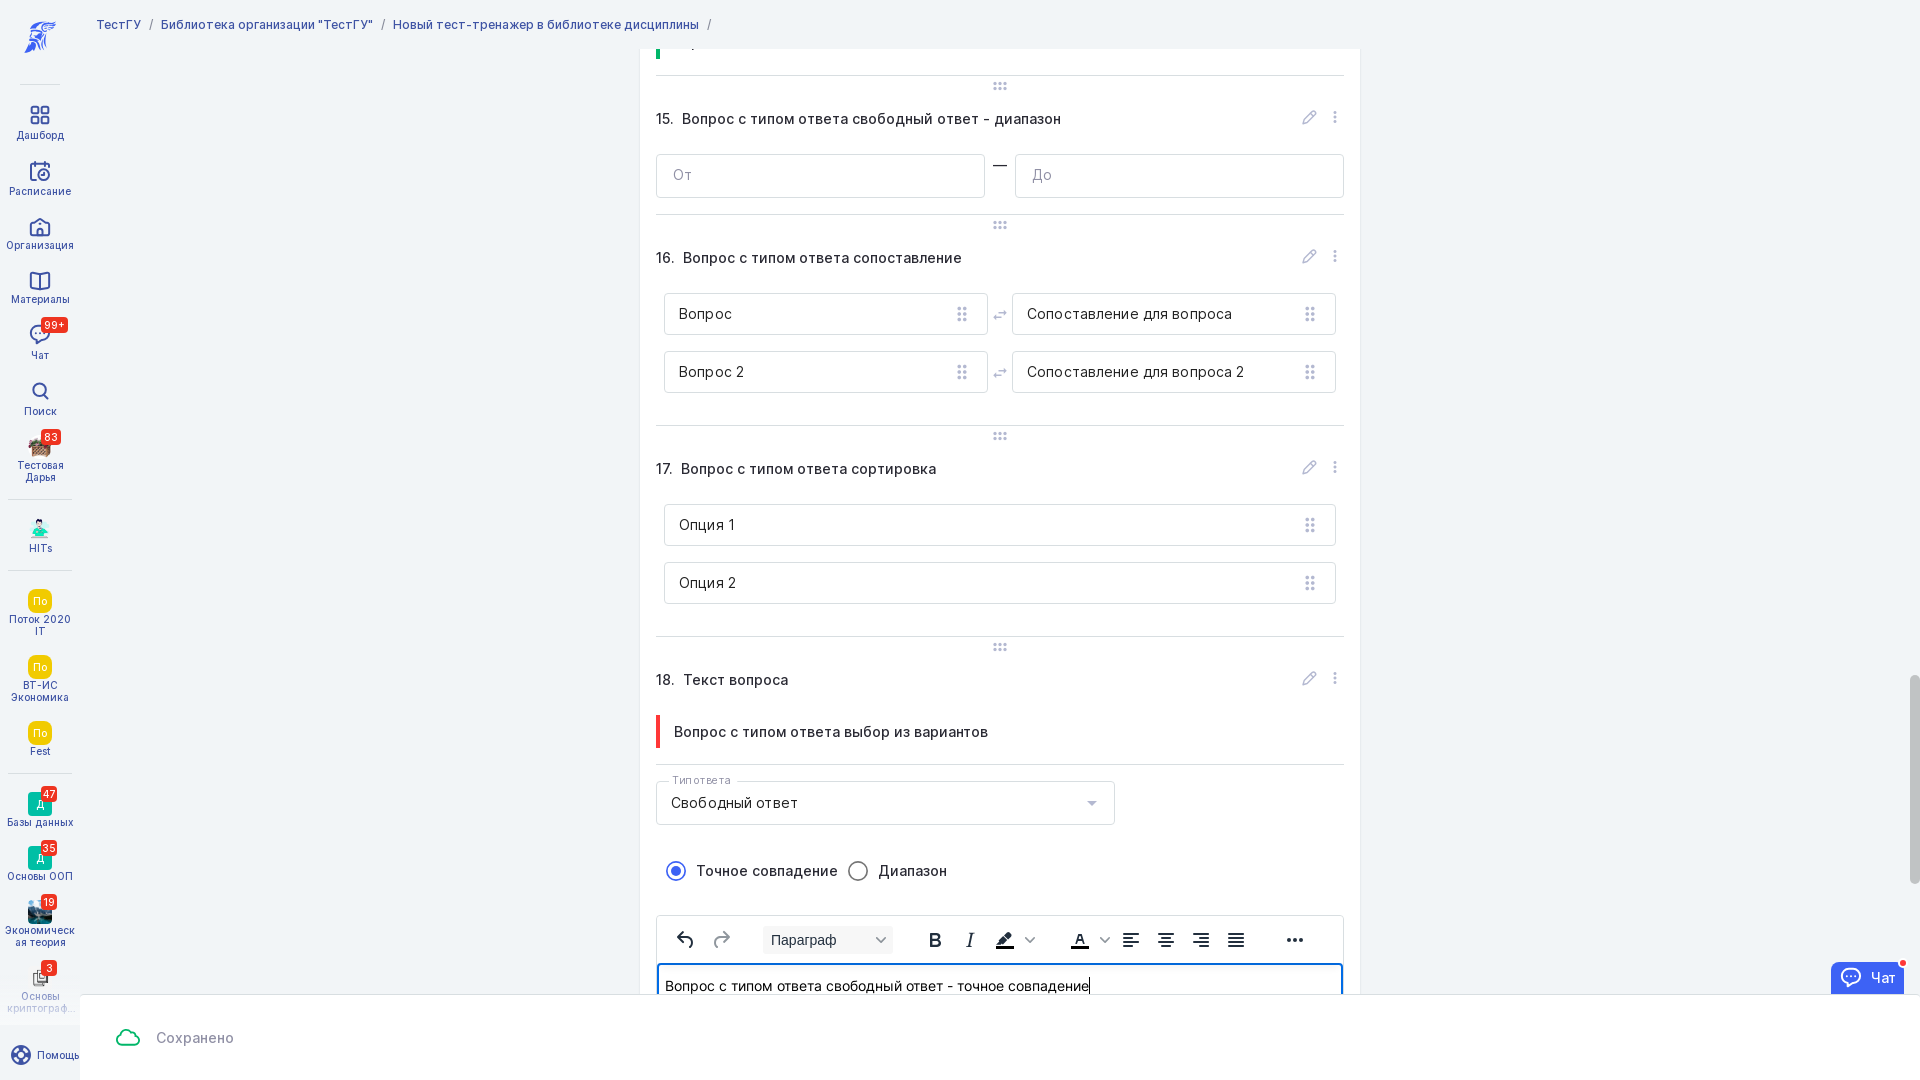 ТестГУ / Библиотека организации "ТестГУ" / Новый тест-тренажер в библиотеке дисциплины /
Дашборд
Расписание
Организация
Материалы
99+
Чат
Поиск
83
Тестовая
Дарья
HITs
По
Поток 2020
IT
По
ВТ-ИС
Экономика
По
Fest
47
Д
Базы данных
35
Д
Основы ООП
19
Экономическ
ая теория
3
Основы
криптограф...
Помощь
15. Вопрос с типом ответа свободный ответ - диапазон
От — До
16. Вопрос с типом ответа сопоставление
Вопрос Сопоставление для вопроса
Вопрос 2 Сопоставление для вопроса 2
17. Вопрос с типом ответа сортировка
Опция 1
Опция 2
18. Текст вопроса
Вопрос с типом ответа выбор из вариантов
Тип ответа
Свободный ответ
Точное совпадение Диапазон
Параграф B I A
Вопрос с типом ответа свободный ответ - точное совпадение
Чат
Сохранено